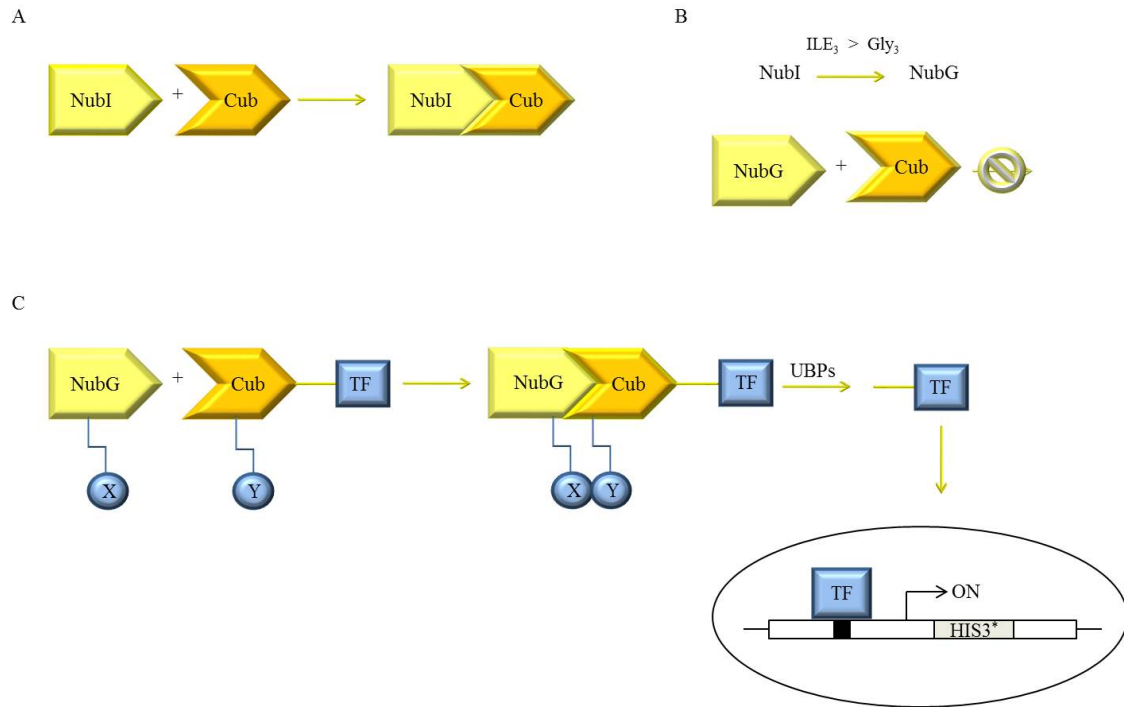 A
NubI + Cub NubI Cub
B
ILE₃ > Gly₃
NubI NubG
NubG + Cub
C
NubG + Cub TF NubG Cub TF UBPs TF
X Y X Y
TF ON
HIS3*